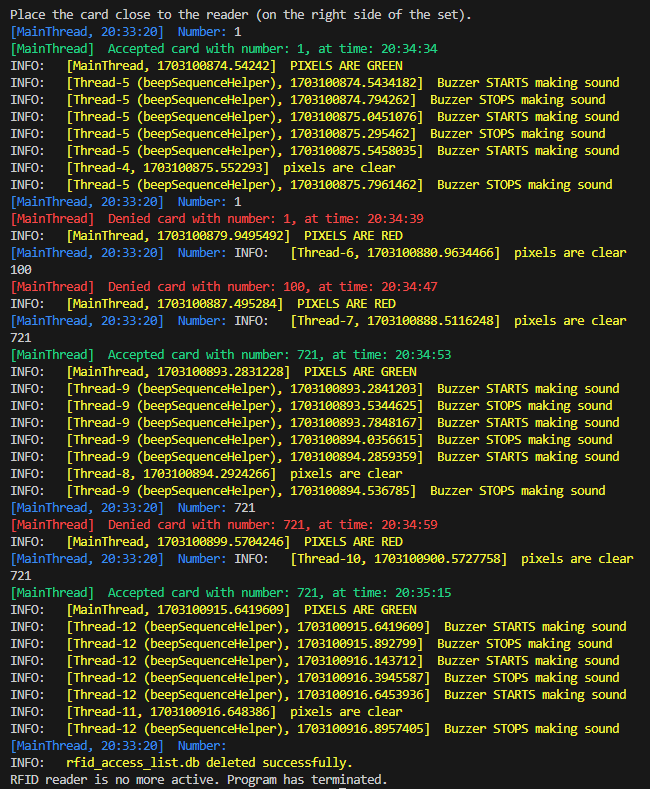 Place the card close to the reader (on the right side of the set).
[MainThread, 20:33:20]  Number: 1
[MainThread]  Accepted card with number: 1, at time: 20:34:34
INFO:   [MainThread, 1703100874.54242]  PIXELS ARE GREEN
INFO:   [Thread-5 (beepSequenceHelper), 1703100874.5434182]  Buzzer STARTS making sound
INFO:   [Thread-5 (beepSequenceHelper), 1703100874.794262]  Buzzer STOPS making sound
INFO:   [Thread-5 (beepSequenceHelper), 1703100875.0451076]  Buzzer STARTS making sound
INFO:   [Thread-5 (beepSequenceHelper), 1703100875.295462]  Buzzer STOPS making sound
INFO:   [Thread-5 (beepSequenceHelper), 1703100875.5458035]  Buzzer STARTS making sound
INFO:   [Thread-4, 1703100875.552293]  pixels are clear
INFO:   [Thread-5 (beepSequenceHelper), 1703100875.7961462]  Buzzer STOPS making sound
[MainThread, 20:33:20]  Number: 1
[MainThread]  Denied card with number: 1, at time: 20:34:39
INFO:   [MainThread, 1703100879.9495492]  PIXELS ARE RED
[MainThread, 20:33:20]  Number: INFO:   [Thread-6, 1703100880.9634466]  pixels are clear
100
[MainThread]  Denied card with number: 100, at time: 20:34:47
INFO:   [MainThread, 1703100887.495284]  PIXELS ARE RED
[MainThread, 20:33:20]  Number: INFO:   [Thread-7, 1703100888.5116248]  pixels are clear
721
[MainThread]  Accepted card with number: 721, at time: 20:34:53
INFO:   [MainThread, 1703100893.2831228]  PIXELS ARE GREEN
INFO:   [Thread-9 (beepSequenceHelper), 1703100893.2841203]  Buzzer STARTS making sound
INFO:   [Thread-9 (beepSequenceHelper), 1703100893.5344625]  Buzzer STOPS making sound
INFO:   [Thread-9 (beepSequenceHelper), 1703100893.7848167]  Buzzer STARTS making sound
INFO:   [Thread-9 (beepSequenceHelper), 1703100894.0356615]  Buzzer STOPS making sound
INFO:   [Thread-9 (beepSequenceHelper), 1703100894.2859359]  Buzzer STARTS making sound
INFO:   [Thread-8, 1703100894.2924266]  pixels are clear
INFO:   [Thread-9 (beepSequenceHelper), 1703100894.536785]  Buzzer STOPS making sound
[MainThread, 20:33:20]  Number: 721
[MainThread]  Denied card with number: 721, at time: 20:34:59
INFO:   [MainThread, 1703100899.5704246]  PIXELS ARE RED
[MainThread, 20:33:20]  Number: INFO:   [Thread-10, 1703100900.5727758]  pixels are clear
721
[MainThread]  Accepted card with number: 721, at time: 20:35:15
INFO:   [MainThread, 1703100915.6419609]  PIXELS ARE GREEN
INFO:   [Thread-12 (beepSequenceHelper), 1703100915.6419609]  Buzzer STARTS making sound
INFO:   [Thread-12 (beepSequenceHelper), 1703100915.892799]  Buzzer STOPS making sound
INFO:   [Thread-12 (beepSequenceHelper), 1703100916.143712]  Buzzer STARTS making sound
INFO:   [Thread-12 (beepSequenceHelper), 1703100916.3945587]  Buzzer STOPS making sound
INFO:   [Thread-12 (beepSequenceHelper), 1703100916.6453936]  Buzzer STARTS making sound
INFO:   [Thread-11, 1703100916.648386]  pixels are clear
INFO:   [Thread-12 (beepSequenceHelper), 1703100916.8957405]  Buzzer STOPS making sound
[MainThread, 20:33:20]  Number:
INFO:   rfid_access_list.db deleted successfully.
RFID reader is no more active. Program has terminated.